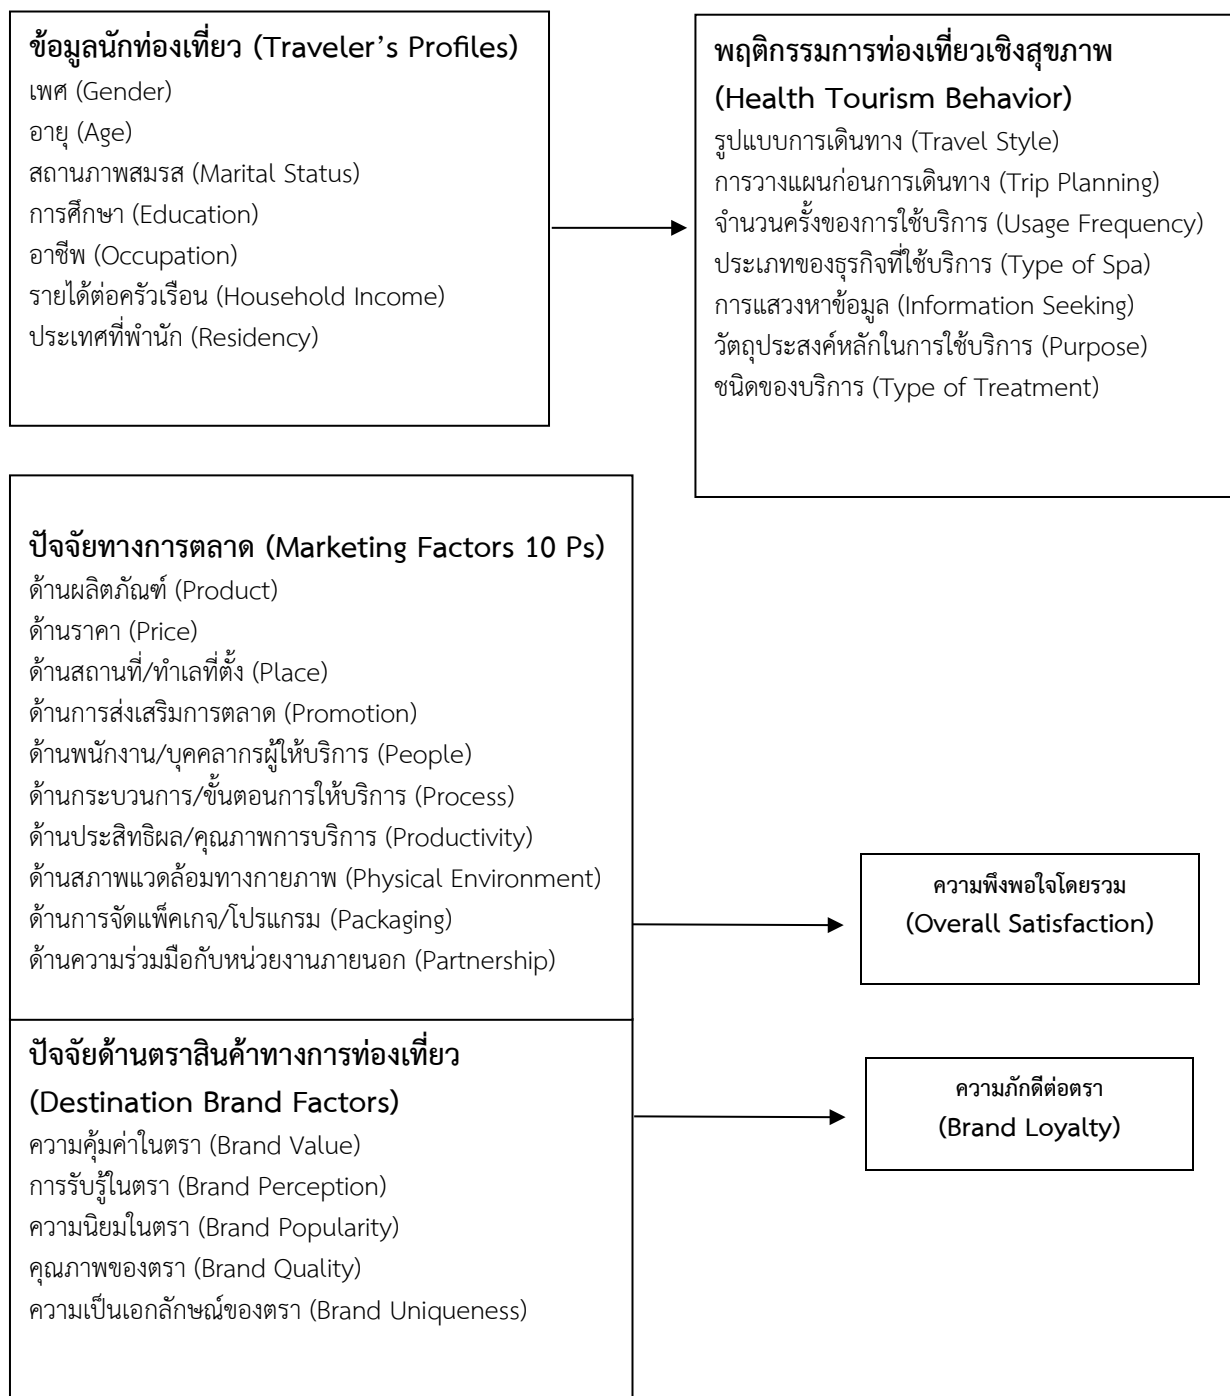 ข้อมูลนักท่องเที่ยว (Traveler's Profiles)
เพศ (Gender)
อายุ (Age)
สถานภาพสมรส (Marital Status)
การศึกษา (Education)
อาชีพ (Occupation)
รายได้ต่อครัวเรือน (Household Income)
ประเทศที่พำนัก (Residency)
พฤติกรรมการท่องเที่ยวเชิงสุขภาพ
(Health Tourism Behavior)
รูปแบบการเดินทาง (Travel Style)
การวางแผนก่อนการเดินทาง (Trip Planning)
จำนวนครั้งของการใช้บริการ (Usage Frequency)
ประเภทของธุรกิจที่ใช้บริการ (Type of Spa)
การแสวงหาข้อมูล (Information Seeking)
วัตถุประสงค์หลักในการใช้บริการ (Purpose)
ชนิดของบริการ (Type of Treatment)
ปัจจัยทางการตลาด (Marketing Factors 10 Ps)
ด้านผลิตภัณฑ์ (Product)
ด้านราคา (Price)
ด้านสถานที่/ทำเลที่ตั้ง (Place)
ด้านการส่งเสริมการตลาด (Promotion)
ด้านพนักงาน/บุคคลากรผู้ให้บริการ (People)
ด้านกระบวนการ/ขั้นตอนการให้บริการ (Process)
ด้านประสิทธิผล/คุณภาพการบริการ (Productivity)
ด้านสภาพแวดล้อมทางกายภาพ (Physical Environment)
ด้านการจัดแพ็คเกจ/โปรแกรม (Packaging)
ด้านความร่วมมือกับหน่วยงานภายนอก (Partnership)
ความพึงพอใจโดยรวม
(Overall Satisfaction)
ปัจจัยด้านตราสินค้าทางการท่องเที่ยว
(Destination Brand Factors)
ความคุ้มค่าในตรา (Brand Value)
การรับรู้ในตรา (Brand Perception)
ความนิยมในตรา (Brand Popularity)
คุณภาพของตรา (Brand Quality)
ความเป็นเอกลักษณ์ของตรา (Brand Uniqueness)
ความภักดีต่อตรา
(Brand Loyalty)